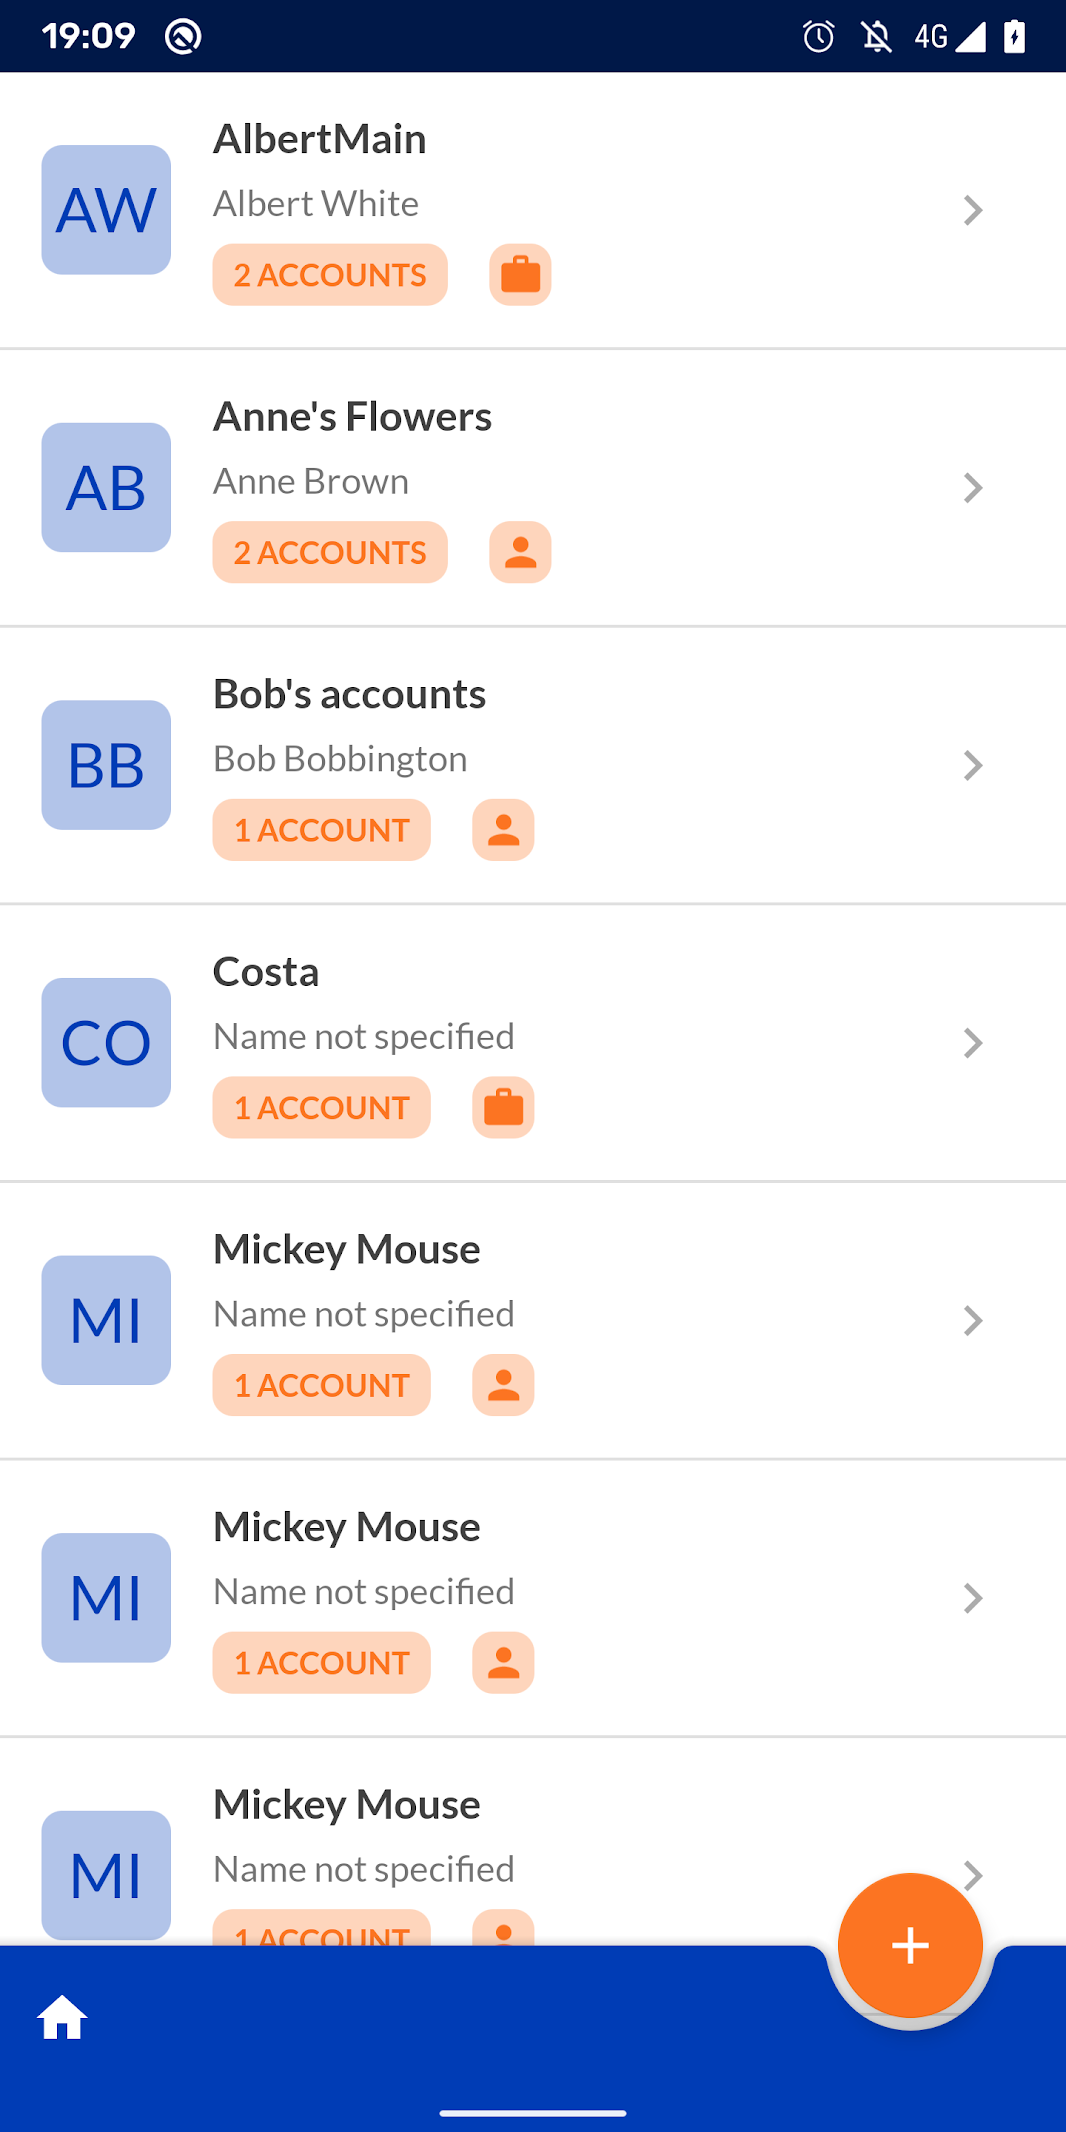 19:09
4G
AlbertMain
AW
Albert White
2 ACCOUNTS
Anne's Flowers
AB
Anne Brown
2 ACCOUNTS
Bob's accounts
BB
Bob Bobbington
1 ACCOUNT
Costa
CO
Name not specified
1 ACCOUNT
Mickey Mouse
MI
Name not specified
1 ACCOUNT
Mickey Mouse
MI
Name not specified
1 ACCOUNT
Mickey Mouse
MI
Name not specified
1 ACCOUNT